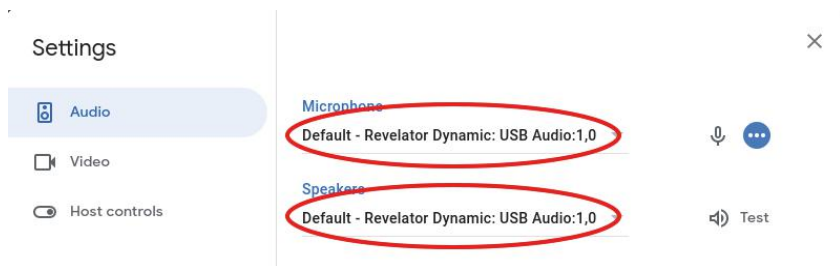 Settings
Audio
Video
Host controls
Microphone
Default - Revelator Dynamic: USB Audio:1,0
Speakers
Default - Revelator Dynamic: USB Audio:1,0
Test